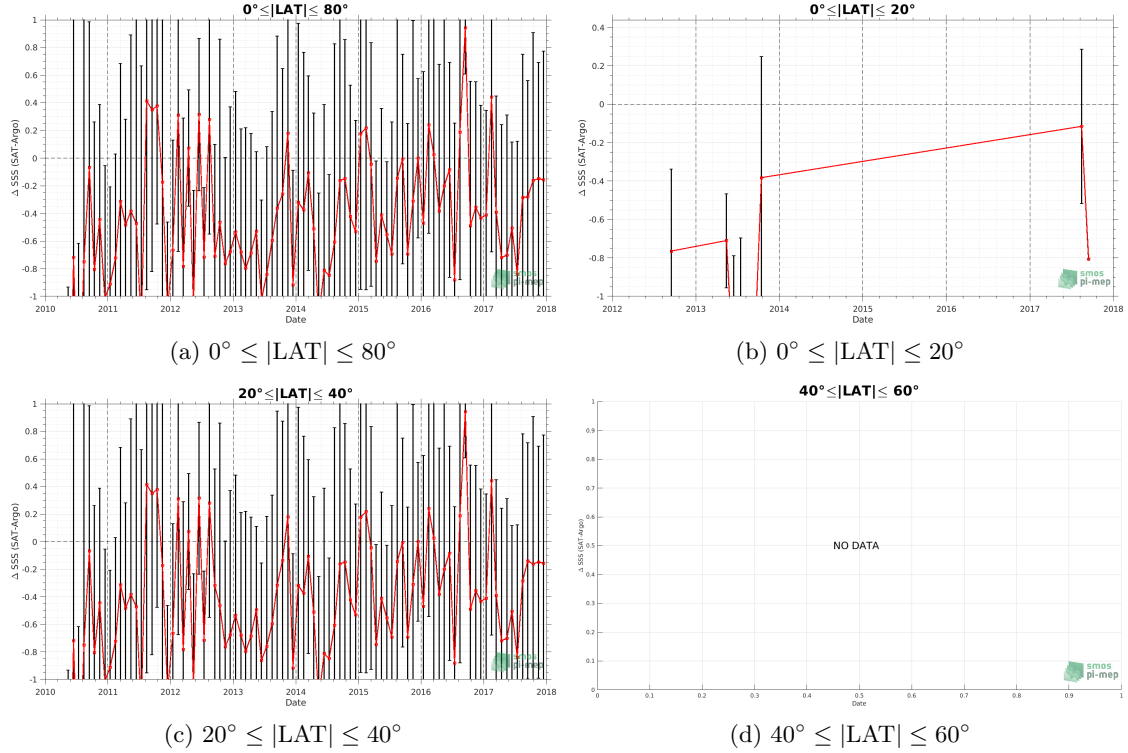 0°≤|LAT|≤ 80°
Δ SSS (SAT-Argo)
1
0.8
0.6
0.4
0.2
0
-0.2
-0.4
-0.6
-0.8
-1
2010 2011 2012 2013 2014 2015 2016 2017 2018
Date
smos
pi-mep
(a) 0° ≤ |LAT| ≤ 80°
0°≤|LAT|≤ 20°
Δ SSS (SAT-Argo)
0.4
0.2
0
-0.2
-0.4
-0.6
-0.8
-1
2012 2013 2014 2015 2016 2017 2018
Date
smos
pi-mep
(b) 0° ≤ |LAT| ≤ 20°
20°≤|LAT|≤ 40°
Δ SSS (SAT-Argo)
1
0.8
0.6
0.4
0.2
0
-0.2
-0.4
-0.6
-0.8
-1
2010 2011 2012 2013 2014 2015 2016 2017 2018
Date
smos
pi-mep
(c) 20° ≤ |LAT| ≤ 40°
40°≤|LAT|≤ 60°
Δ SSS (SAT-Argo)
1
0.9
0.8
0.7
0.6
0.5
0.4
0.3
0.2
0.1
0
NO DATA
0 0.1 0.2 0.3 0.4 0.5 0.6 0.7 0.8 0.9 1
Date
smos
pi-mep
(d) 40° ≤ |LAT| ≤ 60°